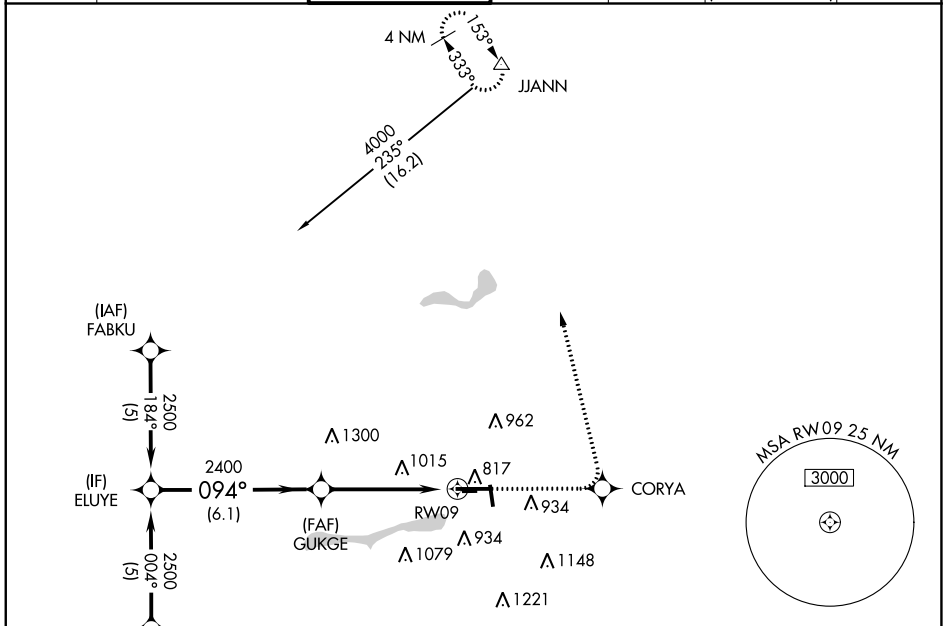 4 NM
153°
333°
JJANN
4000
235°
(16.2)
(IAF)
FABKU
2500
184°
(5)
1300
962
1015
817
2400
094°
(6.1)
(IF)
ELUYE
(FAF)
GUKGE
RW09
CORYA
934
934
1079
1148
1221
2500
004°
(5)
MSA RW09 25 NM
3000